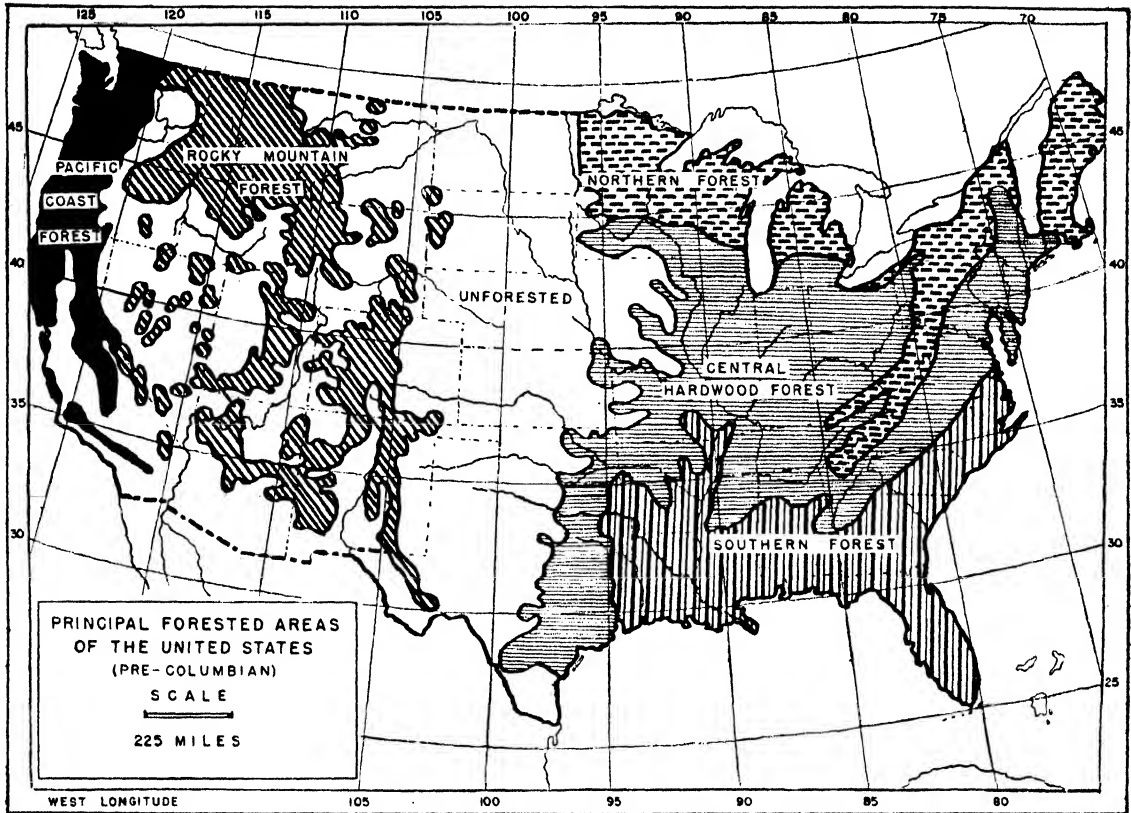 125 120 115 110 105 100 95 90 85 80 75 70
45
40
35
30
45
40
35
30
25
PACIFIC
COAST
FOREST
ROCKY MOUNTAIN
FOREST
NORTHERN FOREST
UNFORESTED
CENTRAL
HARDWOOD FOREST
SOUTHERN FOREST
PRINCIPAL FORESTED AREAS
OF THE UNITED STATES
(PRE-COLUMBIAN)
SCALE
225 MILES
WEST LONGITUDE 105 100 95 90 85 80